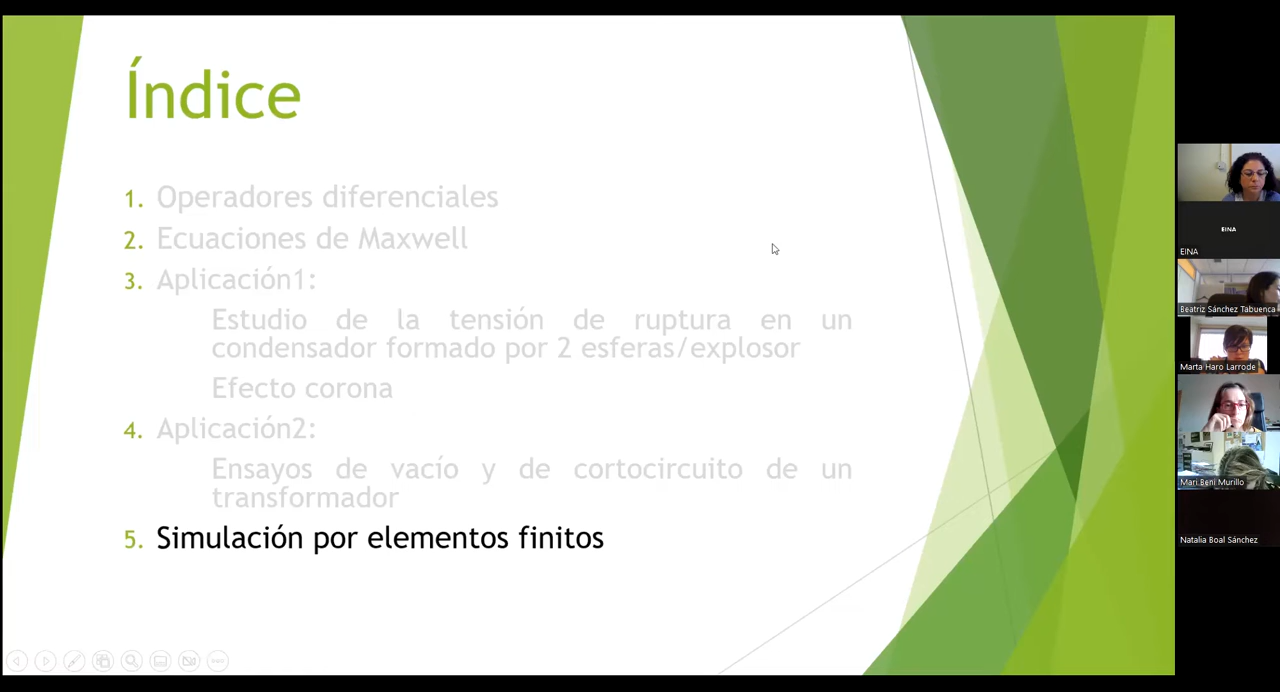 Índice
1. Operadores diferenciales
2. Ecuaciones de Maxwell
3. Aplicación1:
Estudio de la tensión de ruptura en un
condensador formado por 2 esferas/explosor
Efecto corona
4. Aplicación2:
Ensayos de vacío y de cortocircuito de un
transformador
5. Simulación por elementos finitos
EINA
EINA
Beatriz Sánchez Tabuenca
Marta Haro Larrode
Mari.Beni Murillo
Natalia Boal Sánchez